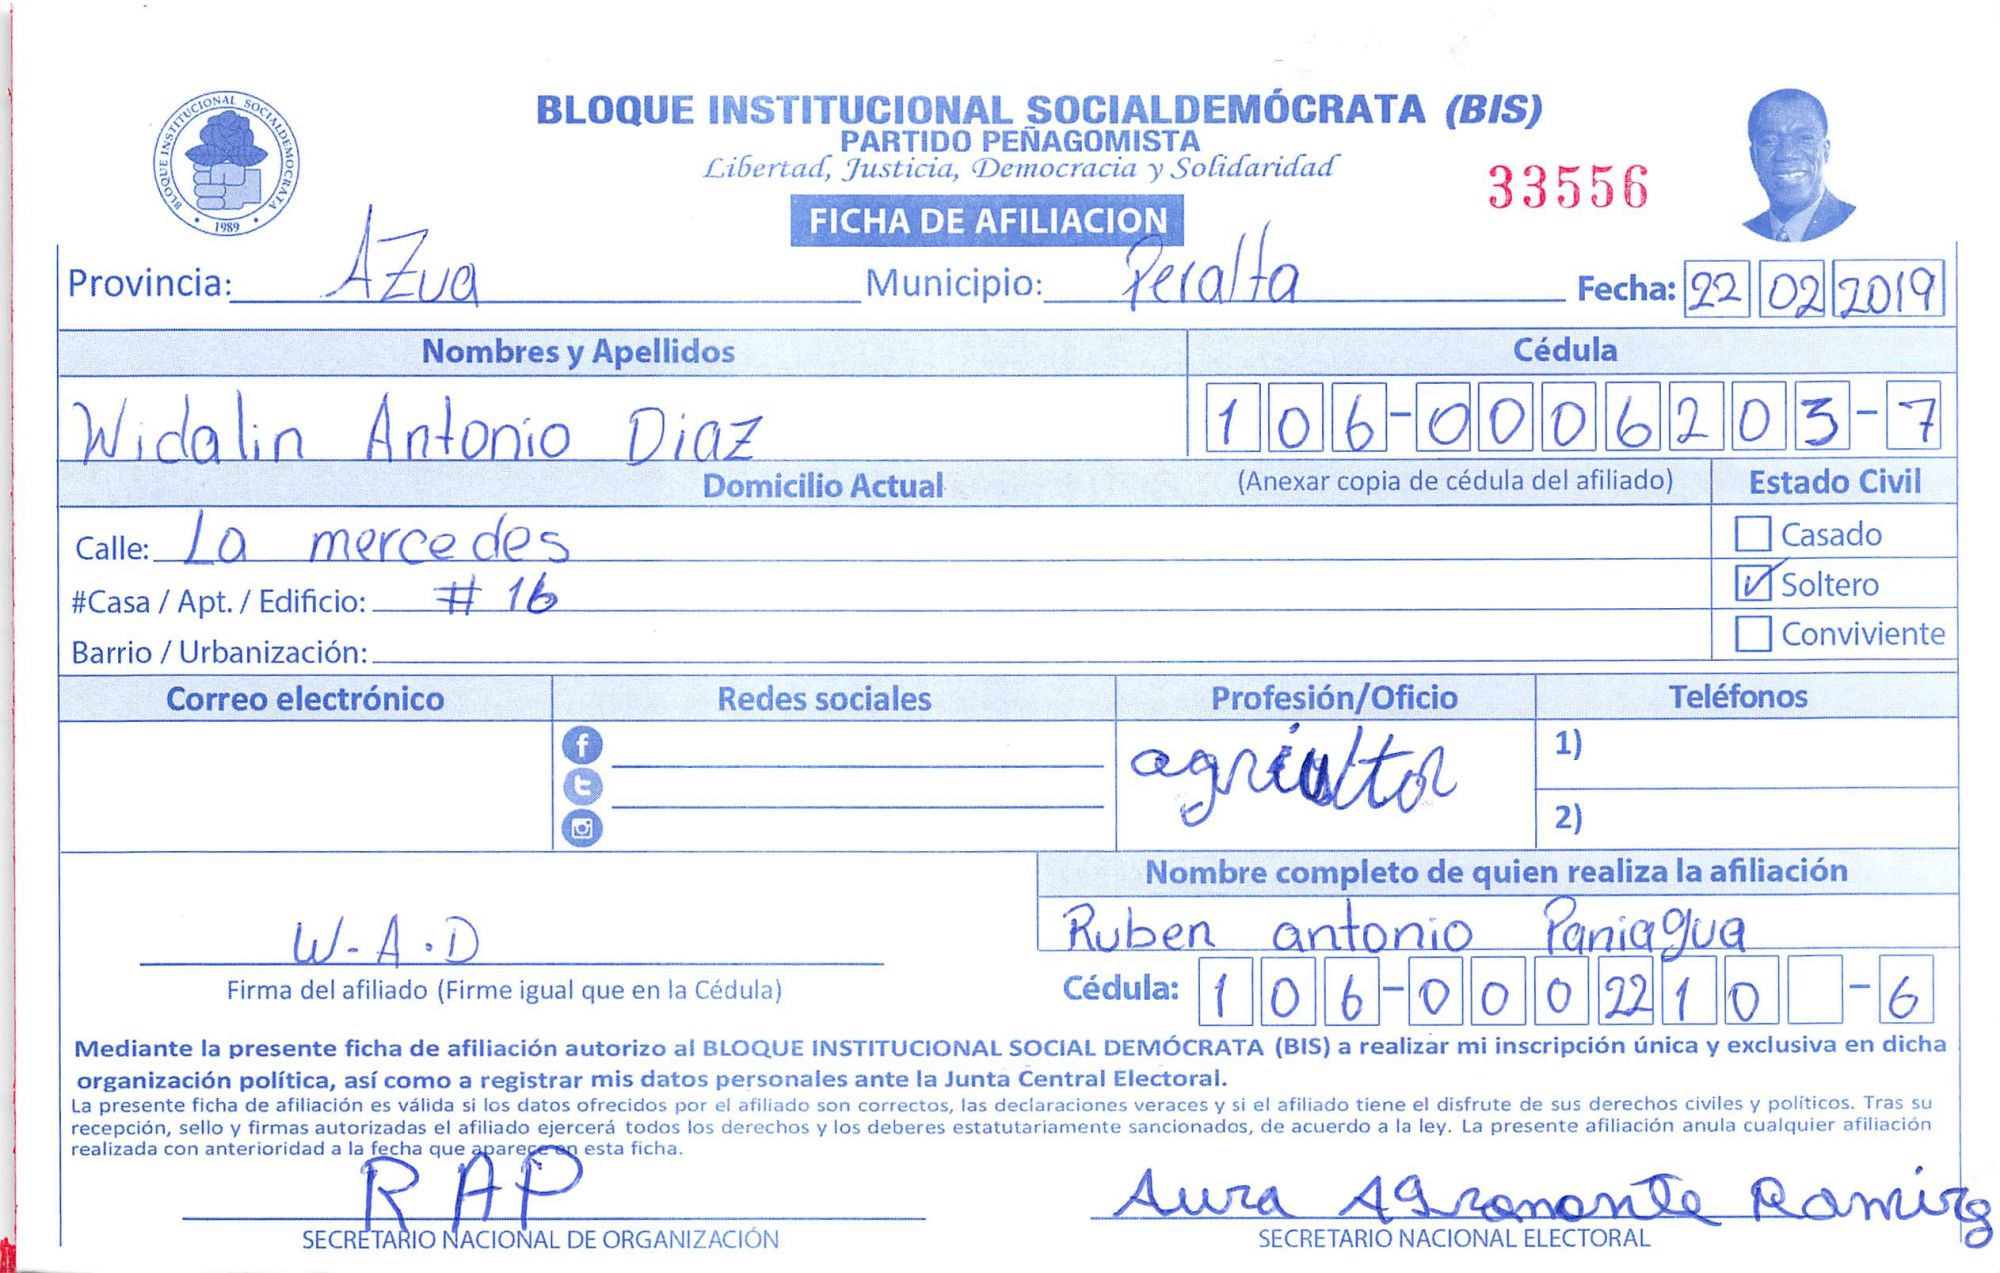 BLOQUE INSTITUCIONAL SOCIALDEMOCRATA
1989
BLOQUE INSTITUCIONAL SOCIALDEMÓCRATA (BIS)
PARTIDO PEÑAGOMISTA
Libertad, Justicia, Democracia y Solidaridad
33556
FICHA DE AFILIACION
Provincia: AZua Municipio: Peralta Fecha: 22 02 2019
Nombres y Apellidos Cédula
Widalin Antonio Diaz 106-0006203-7
Domicilio Actual (Anexar copia de cédula del afiliado) Estado Civil
Calle: La mercedes Casado
#Casa / Apt. / Edificio: # 16 Soltero
Barrio / Urbanización: Conviviente
Correo electrónico Redes sociales Profesión/Oficio Teléfonos
agriultor 1)
2)
Nombre completo de quien realiza la afiliación
Ruben antonio Paniagua
W-A.D
Firma del afiliado (Firme igual que en la Cédula) Cédula: 106-0002210 -6
Mediante la presente ficha de afiliación autorizo al BLOQUE INSTITUCIONAL SOCIAL DEMÓCRATA (BIS) a realizar mi inscripción única y exclusiva en dicha
organización política, así como a registrar mis datos personales ante la Junta Central Electoral.
La presente ficha de afiliación es válida si los datos ofrecidos por el afiliado son correctos, las declaraciones veraces y si el afiliado tiene el disfrute de sus derechos civiles y políticos. Tras su
recepción, sello y firmas autorizadas el afiliado ejercerá todos los derechos y los deberes estatutariamente sancionados, de acuerdo a la ley. La presente afiliación anula cualquier afiliación
realizada con anterioridad a la fecha que aparece en esta ficha.
RAP Aura Agramonte Ramirez
SECRETARIO NACIONAL DE ORGANIZACIÓN SECRETARIO NACIONAL ELECTORAL